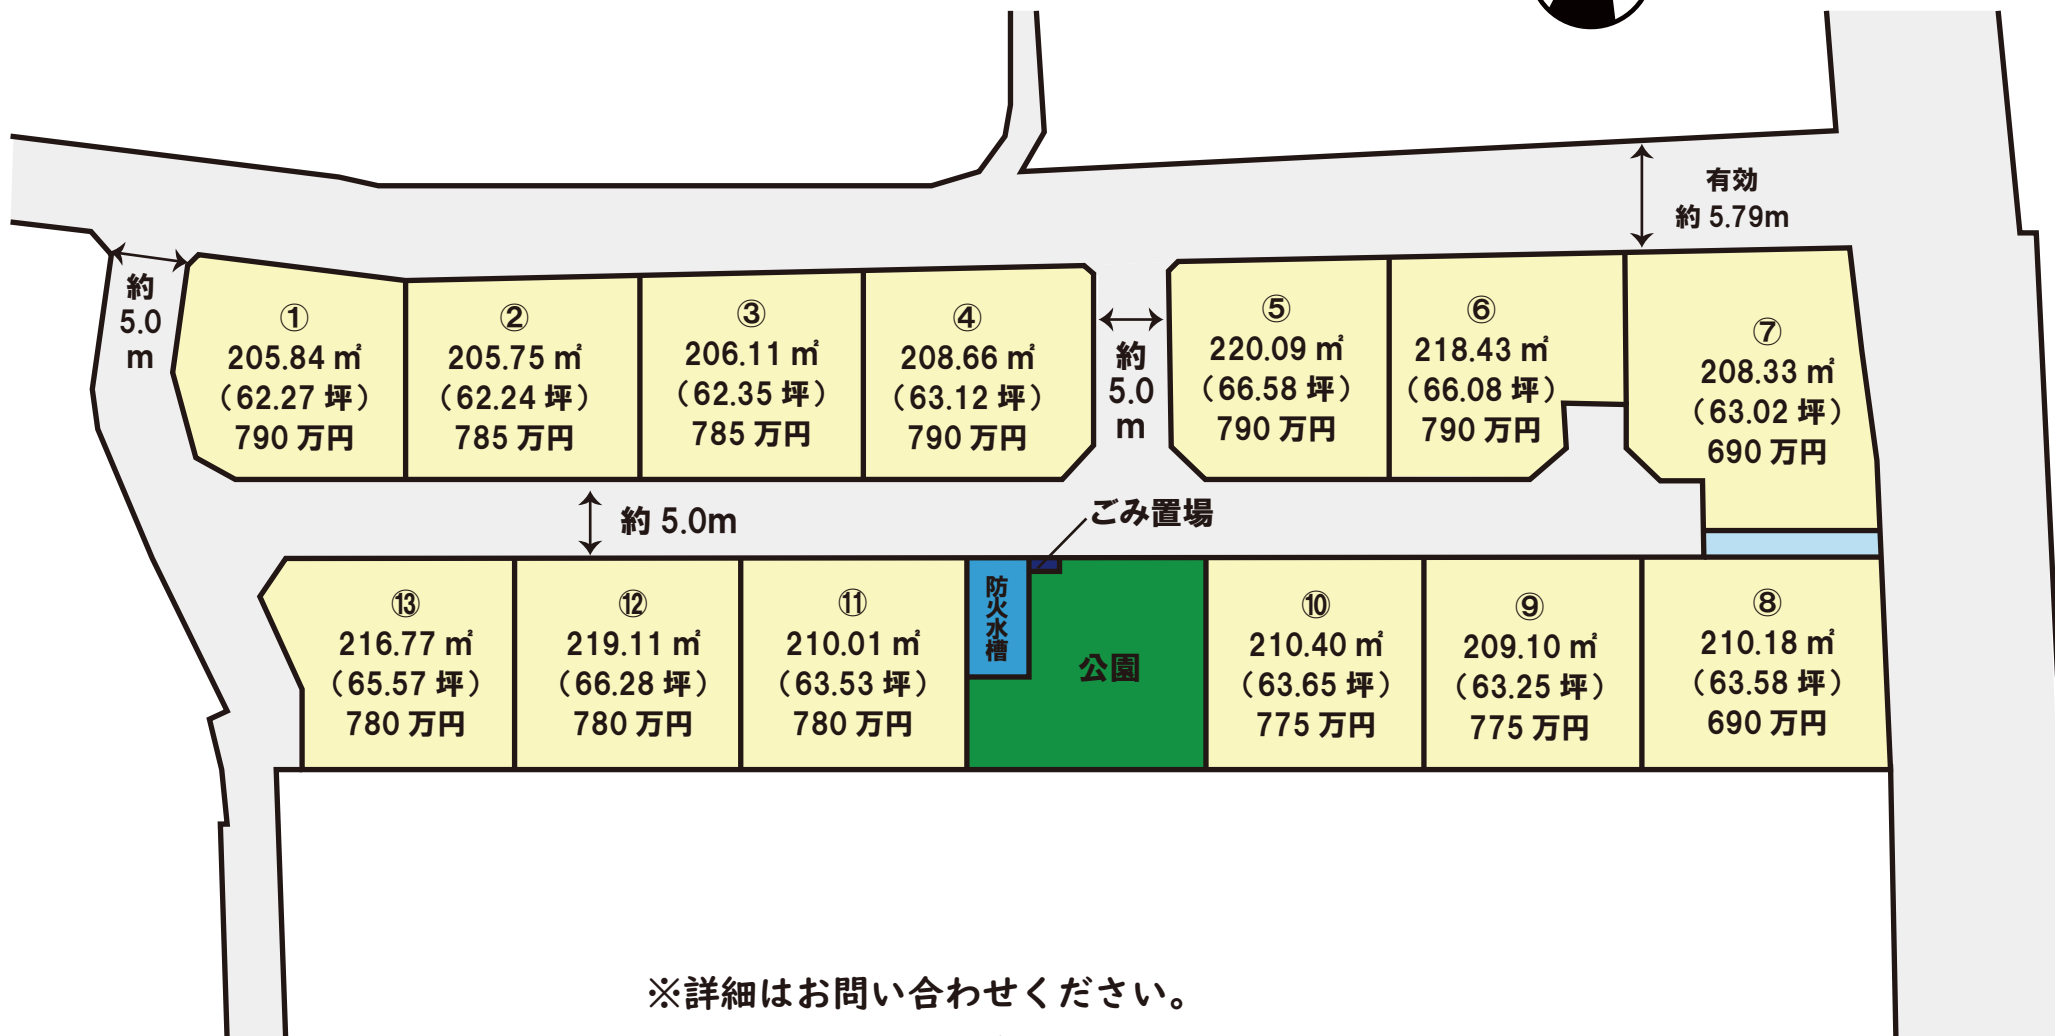 有効
約 5.79m
約
5.0
m
①
205.84 ㎡
（62.27 坪）
790 万円
②
205.75 ㎡
（62.24 坪）
785 万円
③
206.11 ㎡
（62.35 坪）
785 万円
④
208.66 ㎡
（63.12 坪）
790 万円
約
5.0
m
⑤
220.09 ㎡
（66.58 坪）
790 万円
⑥
218.43 ㎡
（66.08 坪）
790 万円
⑦
208.33 ㎡
（63.02 坪）
690 万円
約 5.0m
ごみ置場
⑬
216.77 ㎡
（65.57 坪）
780 万円
⑫
219.11 ㎡
（66.28 坪）
780 万円
⑪
210.01 ㎡
（63.53 坪）
780 万円
防火水槽
公園
⑩
210.40 ㎡
（63.65 坪）
775 万円
⑨
209.10 ㎡
（63.25 坪）
775 万円
⑧
210.18 ㎡
（63.58 坪）
690 万円
※詳細はお問い合わせください。